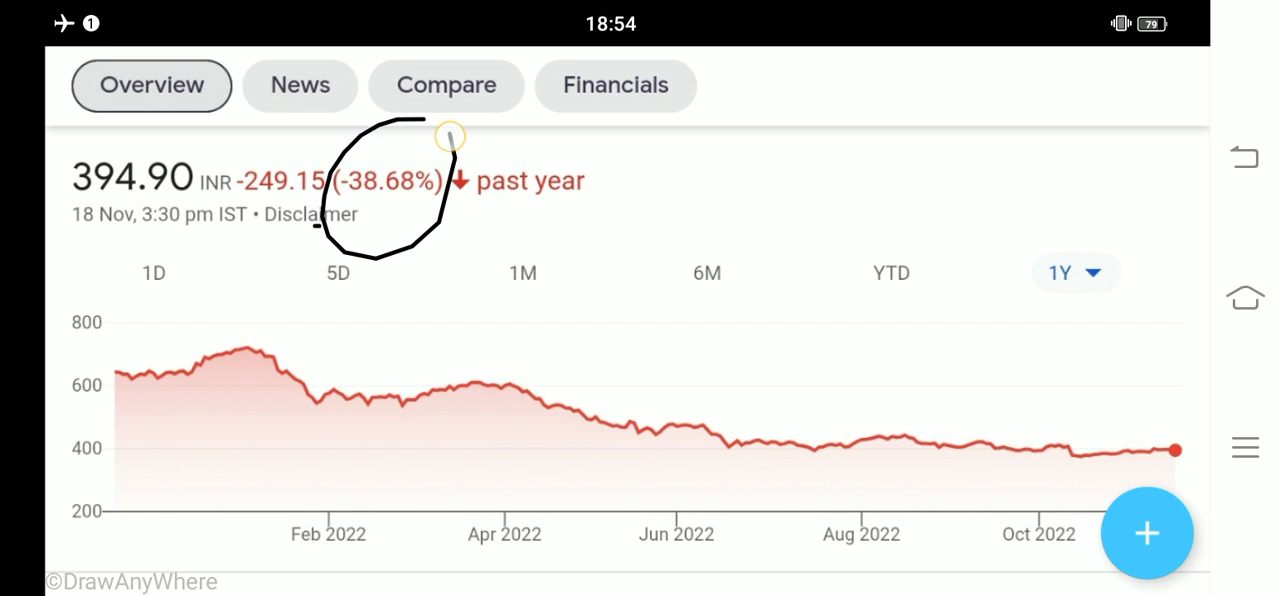 1 18:54 79
Overview News Compare Financials
394.90 INR -249.15 (-38.68%) past year
18 Nov, 3:30 pm IST • Disclaimer
1D 5D 1M 6M YTD 1Y
800
600
400
200
Feb 2022 Apr 2022 Jun 2022 Aug 2022 Oct 2022
+
©DrawAnyWhere